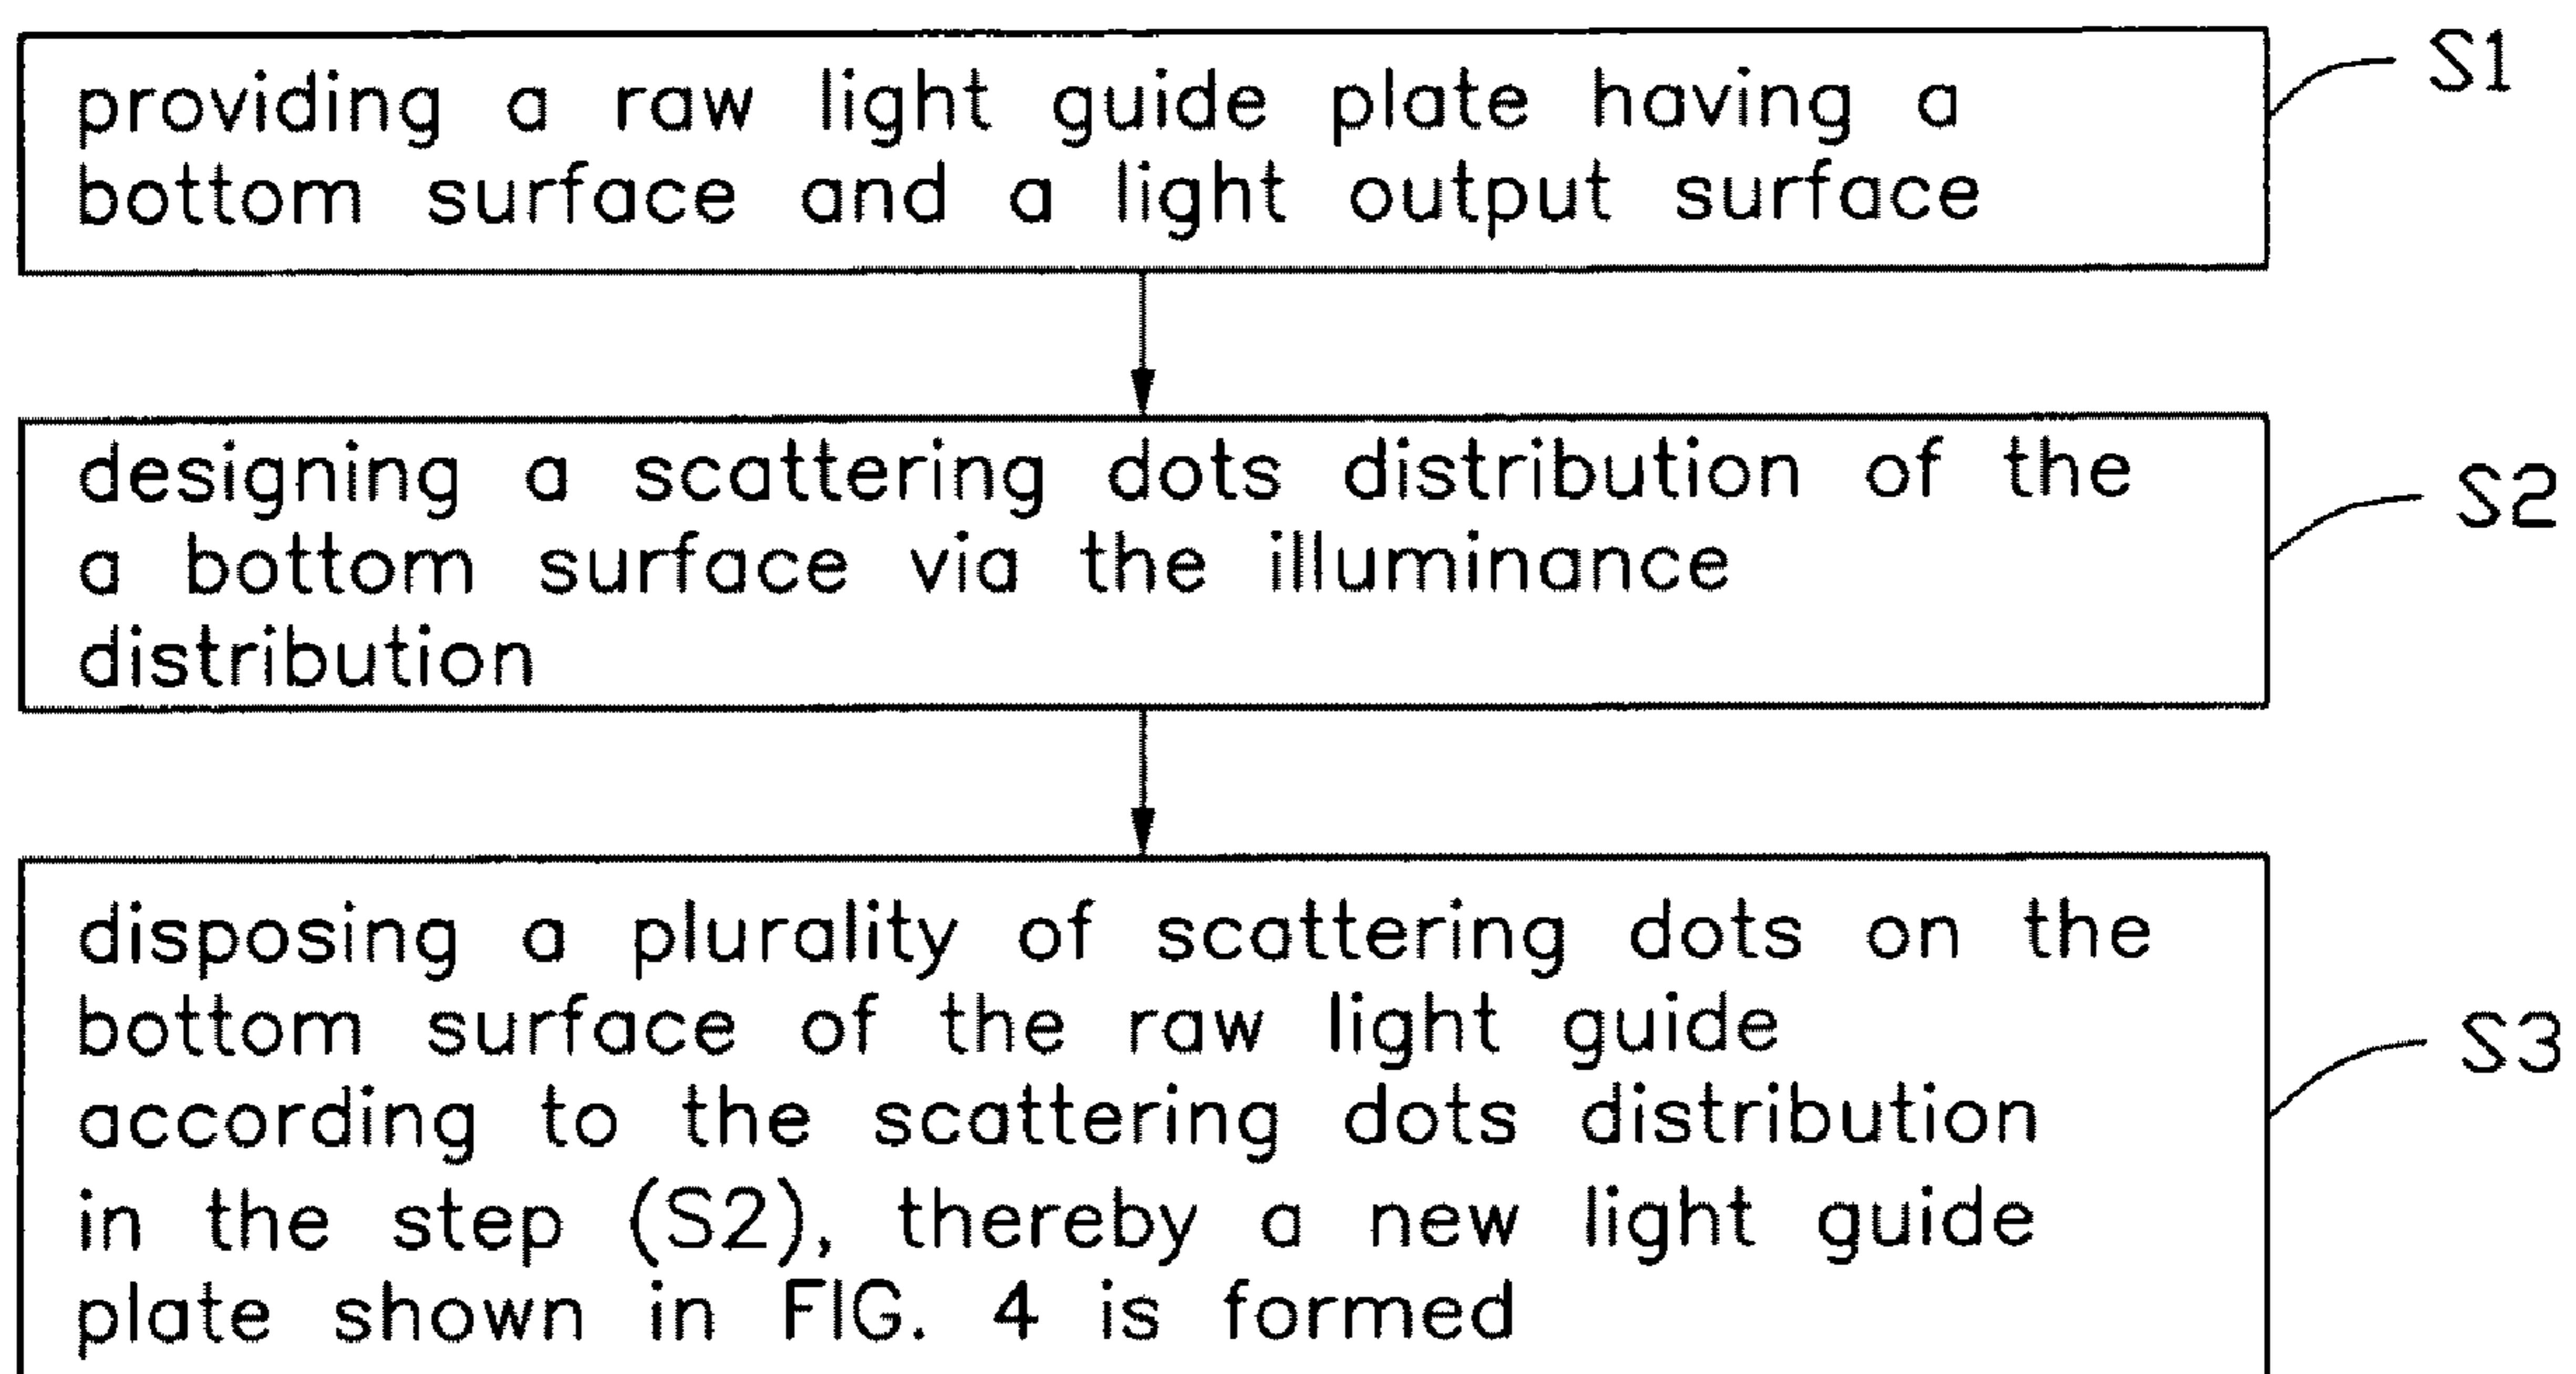 providing a raw light guide plate having a
bottom surface and a light output surface
S1
designing a scattering dots distribution of the
a bottom surface via the illuminance
distribution
S2
disposing a plurality of scattering dots on the
bottom surface of the raw light guide
according to the scattering dots distribution
in the step (S2), thereby a new light guide
plate shown in FIG. 4 is formed
S3